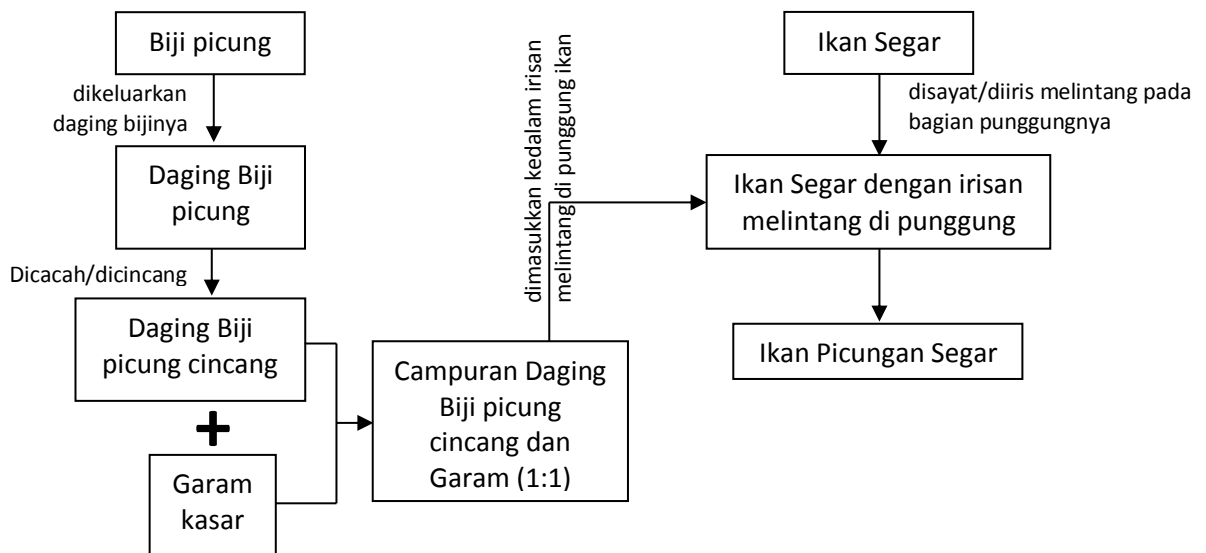 Biji picung
dikeluarkan
daging bijinya
Daging Biji
picung
Dicacah/dicincang
Daging Biji
picung cincang
+
Garam
kasar
Campuran Daging
Biji picung
cincang dan
Garam (1:1)
dimasukkan kedalam irisan
melintang di punggung ikan
Ikan Segar
disayat/diiris melintang pada
bagian punggungnya
Ikan Segar dengan irisan
melintang di punggung
Ikan Picungan Segar